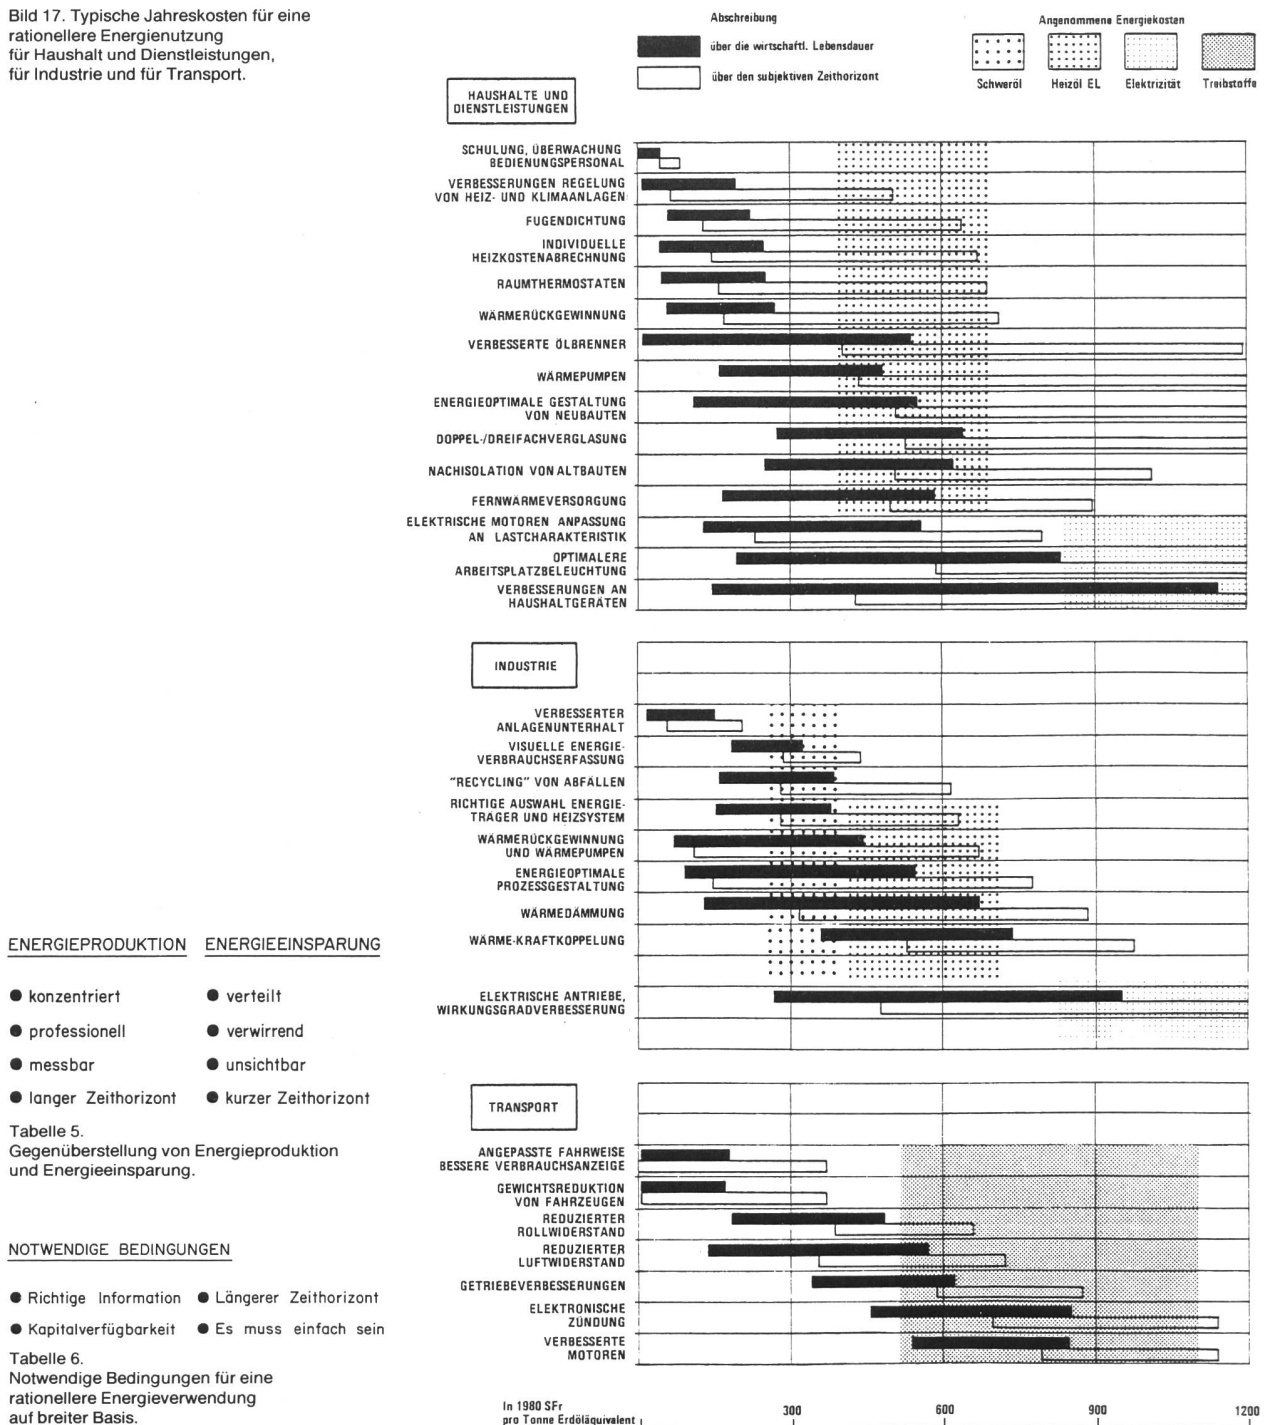 Bild 17. Typische Jahreskosten für eine
rationellere Energienutzung
für Haushalt und Dienstleistungen,
für Industrie und für Transport.
Abschreibung
über die wirtschaftl. Lebensdauer
über den subjektiven Zeithorizont
Angenommene Energiekosten
Schweröl
Heizöl EL
Elektrizität
Treibstoffe
HAUSHALTE UND
DIENSTLEISTUNGEN
SCHULUNG, ÜBERWACHUNG
BEDIENUNGSPERSONAL
VERBESSERUNGEN REGELUNG
VON HEIZ- UND KLIMAANLAGEN
FUGENDICHTUNG
INDIVIDUELLE
HEIZKOSTENABRECHNUNG
RAUMTHERMOSTATEN
WÄRMERÜCKGEWINNUNG
VERBESSERTE ÖLBRENNER
WÄRMEPUMPEN
ENERGIEOPTIMALE GESTALTUNG
VON NEUBAUTEN
DOPPEL-/DREIFACHVERGLASUNG
NACHISOLATION VON ALTBAUTEN
FERNWÄRMEVERSORGUNG
ELEKTRISCHE MOTOREN ANPASSUNG
AN LASTCHARAKTERISTIK
OPTIMALERE
ARBEITSPLATZBELEUCHTUNG
VERBESSERUNGEN AN
HAUSHALTGERÄTEN
INDUSTRIE
VERBESSERTER
ANLAGENUNTERHALT
VISUELLE ENERGIE-
VERBRAUCHSERFASSUNG
"RECYCLING" VON ABFÄLLEN
RICHTIGE AUSWAHL ENERGIE-
TRÄGER UND HEIZSYSTEM
WÄRMERÜCKGEWINNUNG
UND WÄRMEPUMPEN
ENERGIEOPTIMALE
PROZESSGESTALTUNG
WÄRMEDÄMMUNG
WÄRME-KRAFTKOPPELUNG
ELEKTRISCHE ANTRIEBE,
WIRKUNGSGRADVERBESSERUNG
TRANSPORT
ANGEPASSTE FAHRWEISE
BESSERE VERBRAUCHSANZEIGE
GEWICHTSREDUKTION
VON FAHRZEUGEN
REDUZIERTER
ROLLWIDERSTAND
REDUZIERTER
LUFTWIDERSTAND
GETRIEBEVERBESSERUNGEN
ELEKTRONISCHE
ZÜNDUNG
VERBESSERTE
MOTOREN
In 1980 SFr
pro Tonne Erdöläquivalent
300 600 900 1200
ENERGIEPRODUKTION ENERGIEEINSPARUNG
● konzentriert ● verteilt
● professionell ● verwirrend
● messbar ● unsichtbar
● langer Zeithorizont ● kurzer Zeithorizont
Tabelle 5.
Gegenüberstellung von Energieproduktion
und Energieeinsparung.
NOTWENDIGE BEDINGUNGEN
● Richtige Information ● Längerer Zeithorizont
● Kapitalverfügbarkeit ● Es muss einfach sein
Tabelle 6.
Notwendige Bedingungen für eine
rationellere Energieverwendung
auf breiter Basis.